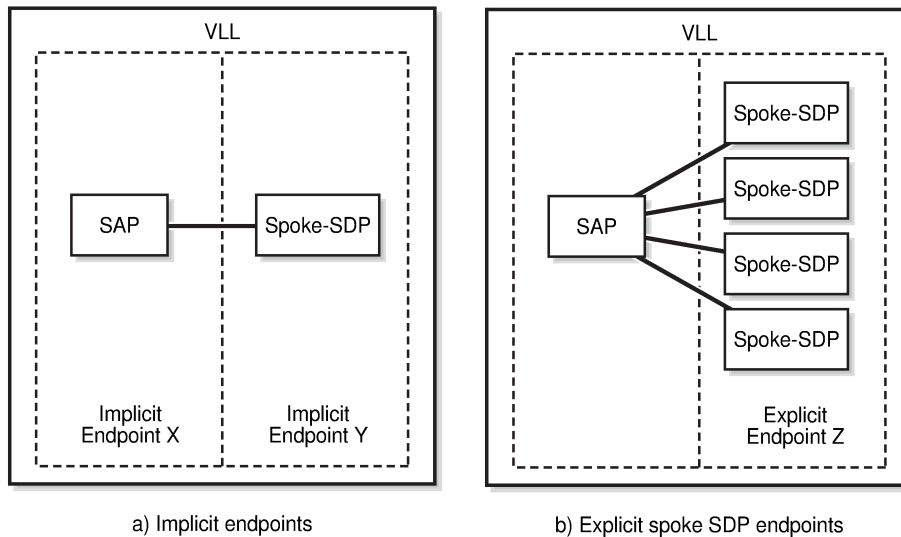 VLL
SAP
Spoke-SDP
Implicit
Endpoint X
Implicit
Endpoint Y
a) Implicit endpoints
VLL
SAP
Spoke-SDP
Spoke-SDP
Spoke-SDP
Spoke-SDP
Explicit
Endpoint Z
b) Explicit spoke SDP endpoints